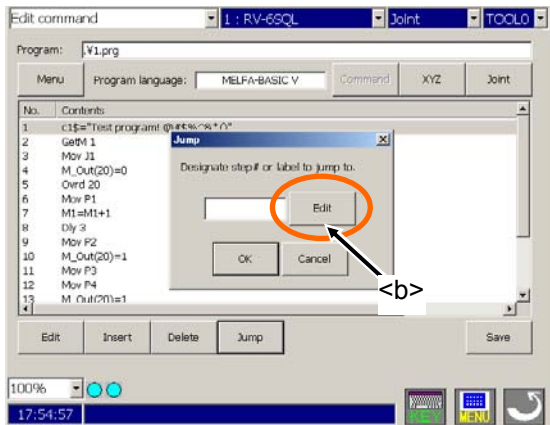 Edit command 1 : RV-6SQL Joint TOOL0
Program: .¥1.prg
Menu Program language: MELFA-BASIC V Command XYZ Joint
No. Contents
1 c1$="Test program! @#$%^&*()"
2 GetM 1
3 Mov J1
4 M_Out(20)=0
5 Ovrd 20
6 Mov P1
7 M1=M1+1
8 Dly 3
9 Mov P2
10 M_Out(20)=1
11 Mov P3
12 Mov P4
13 M_Out(20)=1
Jump
Designate step# or label to jump to.
Edit
OK Cancel
<b>
Edit Insert Delete Jump Save
100%
17:54:57 KEY MENU